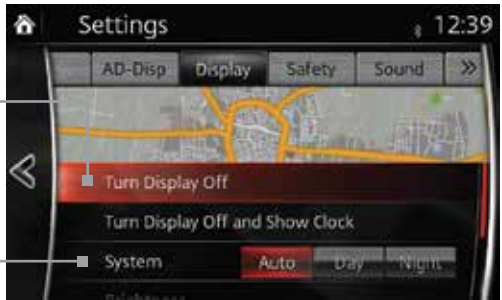 Settings 12:39
AD-Disp Display Safety Sound »
Turn Display Off
Turn Display Off and Show Clock
System Auto Day Night
Brightness